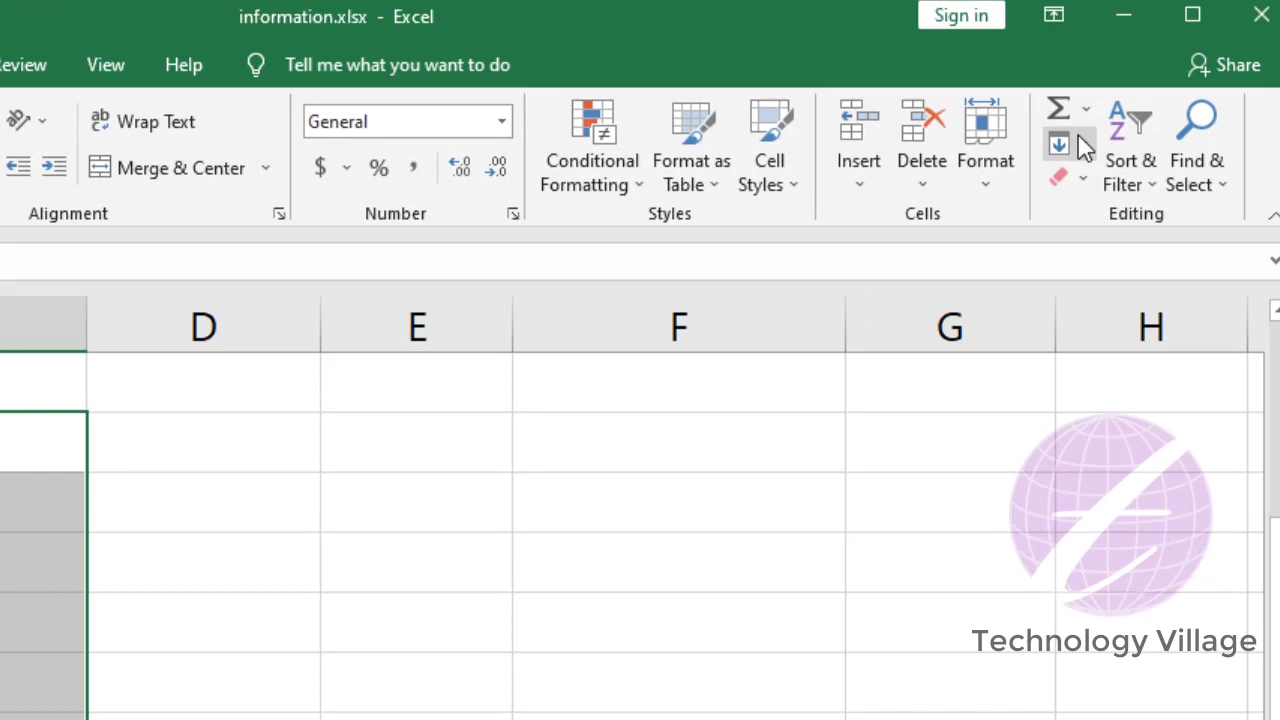 information.xlsx - Excel
Sign in
View
Help
Tell me what you want to do
Share
Wrap Text
Merge & Center
Alignment
General
$ % ,
Number
Conditional
Formatting
Format as
Table
Cell
Styles
Styles
Insert
Delete
Format
Cells
Σ
Sort &
Filter
Find &
Select
Editing
D E F G H
Technology Village